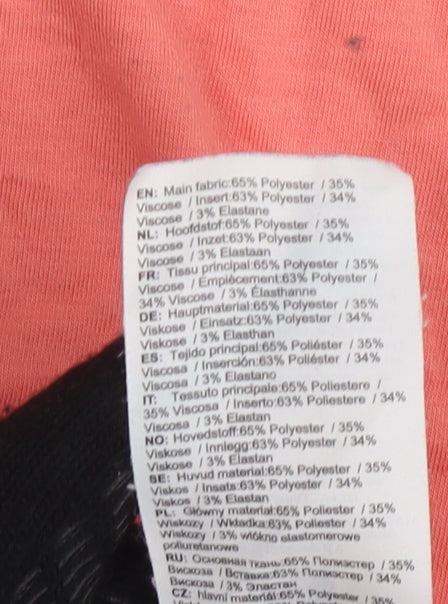 EN: Main fabric:65% Polyester / 35%
Viscose / Insert:63% Polyester / 34%
Viscose / 3% Elastane
NL: Hoofdstof:65% Polyester / 35%
Viscose / Inzet:63% Polyester / 34%
Viscose / 3% Elastaan
FR: Tissu principal:65% Polyester / 35%
Viscose / Empiècement:63% Polyester /
34% Viscose / 3% Élasthanne
DE: Hauptmaterial:65% Polyester / 35%
Viskose / Einsatz:63% Polyester / 34%
Viskose / 3% Elasthan
ES: Tejido principal:65% Poliéster / 35%
Viscosa / Inserción:63% Poliéster / 34%
Viscosa / 3% Elastano
IT: Tessuto principale:65% Poliestere /
35% Viscosa / Inserto:63% Poliestere / 34%
Viscosa / 3% Elastan
NO: Hovedstoff:65% Polyester / 35%
Viskose / Innlegg:63% Polyester / 34%
Viskose / 3% Elastan
SE: Huvud material:65% Polyester / 35%
Viskos / Insats:63% Polyester / 34%
Viskos / 3% Elastan
PL: Główny materiał:65% Poliester / 35%
Wiskozy / Wkładka:63% Poliester / 34%
Wiskozy / 3% włókno elastomerowe
poliuretanowe
RU: Основная ткань:65% Полиэстер / 35%
Вискоза / Вставка:63% Полиэстер / 34%
Вискоза / 3% Эластан
CZ: hlavní materiál:65% Polyester / 35%